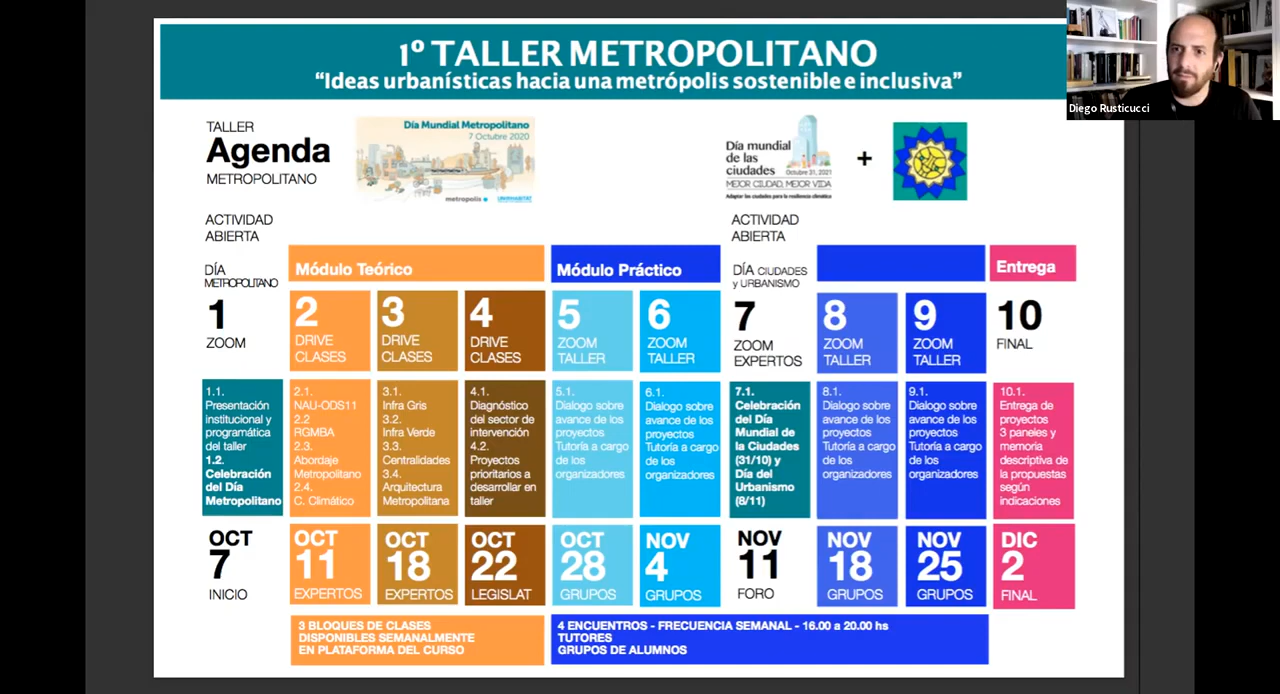 1º TALLER METROPOLITANO
“Ideas urbanísticas hacia una metrópolis sostenible e inclusiva”
Diego Rusticucci
TALLER
Agenda
METROPOLITANO
Día Mundial Metropolitano
7 Octubre 2020
metropolis
UN HABITAT
Día mundial
de las
ciudades
Octubre 31, 2021
MEJOR CIUDAD, MEJOR VIDA
Adaptar las ciudades para la resiliencia climática
+
ACTIVIDAD
ABIERTA
ACTIVIDAD
ABIERTA
DÍA
METROPOLITANO
Módulo Teórico
Módulo Práctico
DÍA CIUDADES
y URBANISMO
Entrega
1
ZOOM
2
DRIVE
CLASES
3
DRIVE
CLASES
4
DRIVE
CLASES
5
ZOOM
TALLER
6
ZOOM
TALLER
7
ZOOM
EXPERTOS
8
ZOOM
TALLER
9
ZOOM
TALLER
10
FINAL
1.1.
Presentación
institucional y
programática
del taller
1.2.
Celebración
del Día
Metropolitano
2.1.
NAU-ODS11
2.2
RGMBA
2.3.
Abordaje
Metropolitano
2.4.
C. Climático
3.1.
Infra Gris
3.2.
Infra Verde
3.3.
Centralidades
3.4.
Arquitectura
Metropolitana
4.1.
Diagnóstico
del sector de
intervención
4.2.
Proyectos
prioritarios a
desarrollar en
taller
5.1.
Dialogo sobre
avance de los
proyectos
Tutoría a cargo
de los
organizadores
6.1.
Dialogo sobre
avance de los
proyectos
Tutoría a cargo
de los
organizadores
7.1.
Celebración
del Día
Mundial de
la Ciudades
(31/10) y
Día del
Urbanismo
(8/11)
8.1.
Dialogo sobre
avance de los
proyectos
Tutoría a cargo
de los
organizadores
9.1.
Dialogo sobre
avance de los
proyectos
Tutoría a cargo
de los
organizadores
10.1.
Entrega de
proyectos
3 paneles y
memoria
descriptiva de
la propuestas
según
indicaciones
OCT
7
INICIO
OCT
11
EXPERTOS
OCT
18
EXPERTOS
OCT
22
LEGISLAT
OCT
28
GRUPOS
NOV
4
GRUPOS
NOV
11
FORO
NOV
18
GRUPOS
NOV
25
GRUPOS
DIC
2
FINAL
3 BLOQUES DE CLASES
DISPONIBLES SEMANALMENTE
EN PLATAFORMA DEL CURSO
4 ENCUENTROS - FRECUENCIA SEMANAL - 16.00 a 20.00 hs
TUTORES
GRUPOS DE ALUMNOS